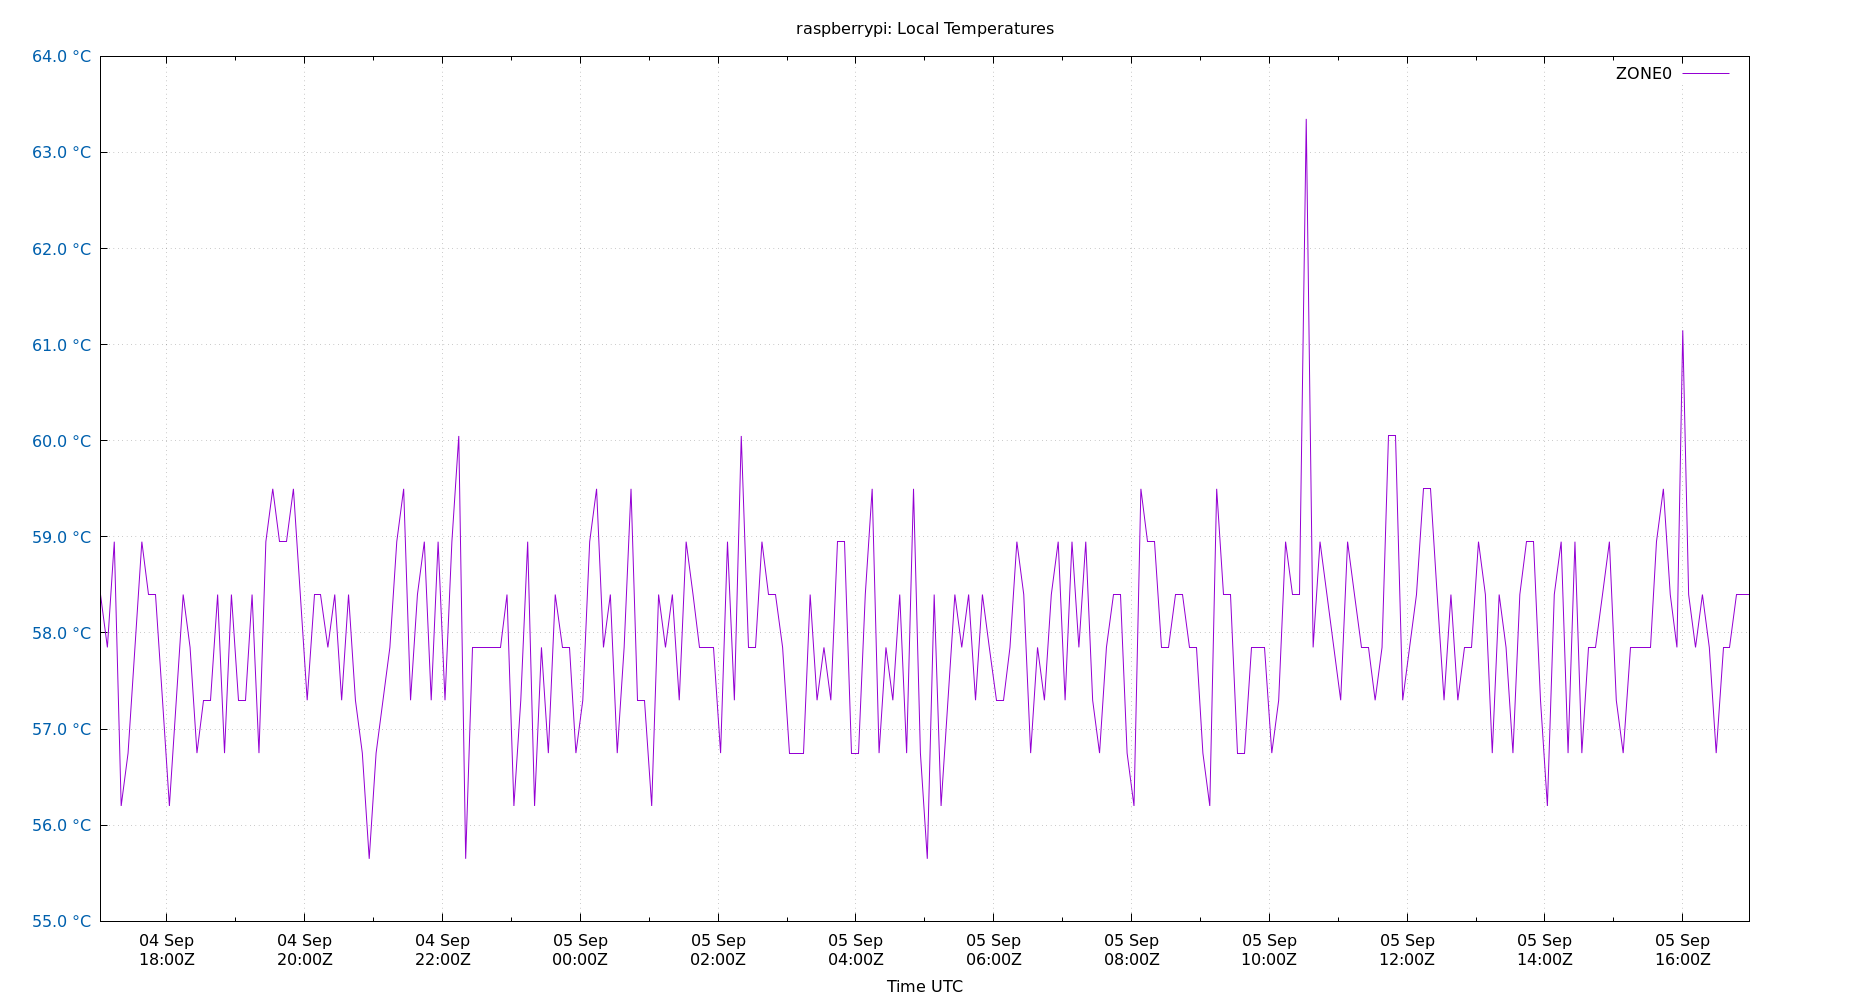 raspberrypi: Local Temperatures
64.0 °C
ZONE0
63.0 °C
62.0 °C
61.0 °C
60.0 °C
59.0 °C
58.0 °C
57.0 °C
56.0 °C
55.0 °C
04 Sep 04 Sep 04 Sep 05 Sep 05 Sep 05 Sep 05 Sep 05 Sep 05 Sep 05 Sep 05 Sep 05 Sep
18:00Z 20:00Z 22:00Z 00:00Z 02:00Z 04:00Z 06:00Z 08:00Z 10:00Z 12:00Z 14:00Z 16:00Z
Time UTC